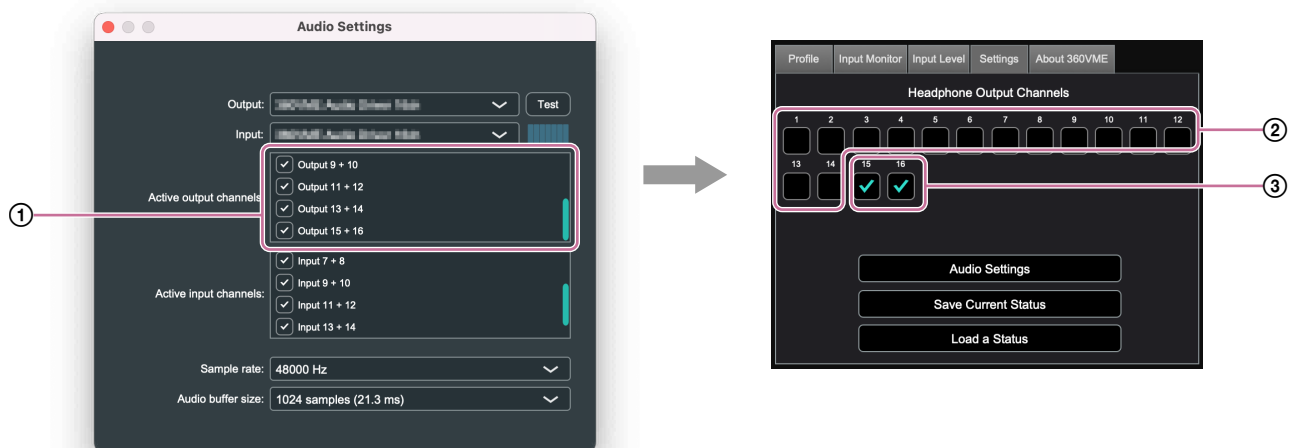 Audio Settings
Output:
Test
Input:
Active output channels
Output 9 + 10
Output 11 + 12
Output 13 + 14
Output 15 + 16
Active input channels:
Input 7 + 8
Input 9 + 10
Input 11 + 12
Input 13 + 14
Sample rate: 48000 Hz
Audio buffer size: 1024 samples (21.3 ms)
①
Profile Input Monitor Input Level Settings About 360VME
Headphone Output Channels
1 2 3 4 5 6 7 8 9 10 11 12
13 14 15 16
②
③
Audio Settings
Save Current Status
Load a Status